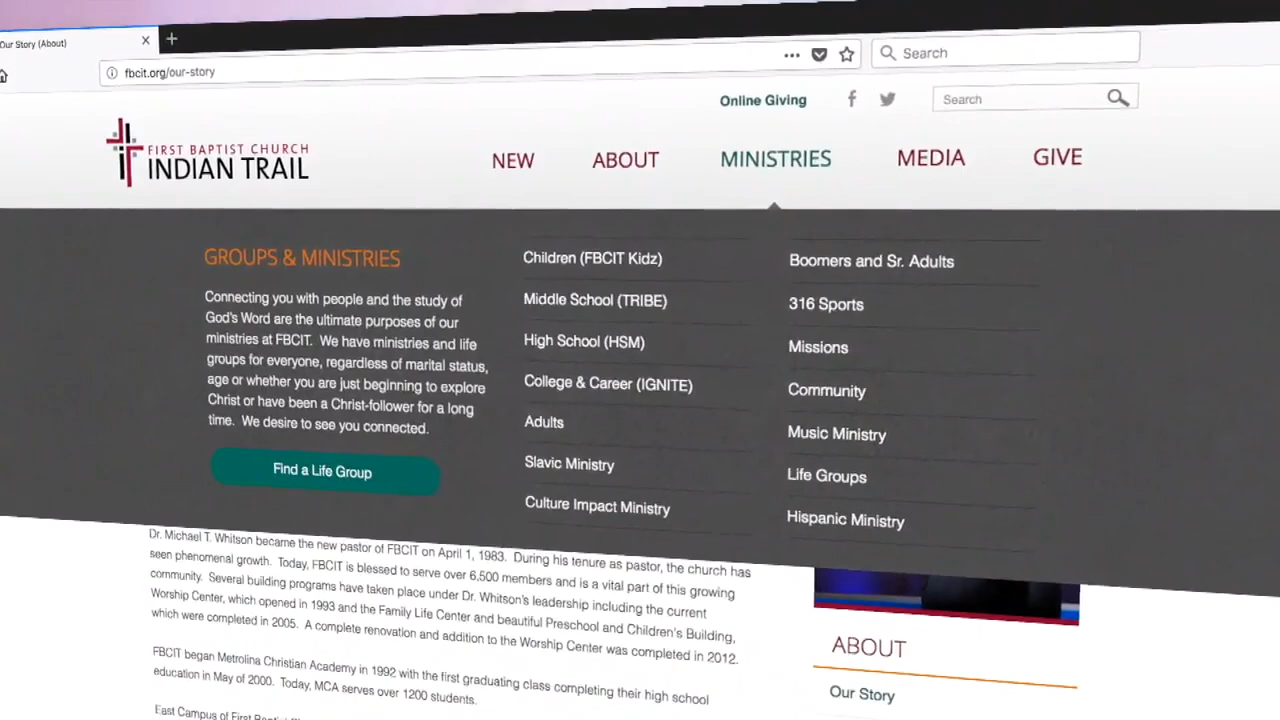 Our Story (About)
fbcit.org/our-story
Search
Online Giving
Search
FIRST BAPTIST CHURCH
INDIAN TRAIL
NEW ABOUT MINISTRIES MEDIA GIVE
GROUPS & MINISTRIES
Connecting you with people and the study of
God's Word are the ultimate purposes of our
ministries at FBCIT. We have ministries and life
groups for everyone, regardless of marital status,
age or whether you are just beginning to explore
Christ or have been a Christ-follower for a long
time. We desire to see you connected.
Find a Life Group
Children (FBCIT Kidz)
Middle School (TRIBE)
High School (HSM)
College & Career (IGNITE)
Adults
Slavic Ministry
Culture Impact Ministry
Boomers and Sr. Adults
316 Sports
Missions
Community
Music Ministry
Life Groups
Hispanic Ministry
Dr. Michael T. Whitson became the new pastor of FBCIT on April 1, 1983. During his tenure as pastor, the church has
seen phenomenal growth. Today, FBCIT is blessed to serve over 6,500 members and is a vital part of this growing
community. Several building programs have taken place under Dr. Whitson's leadership including the current
Worship Center, which opened in 1993 and the Family Life Center and beautiful Preschool and Children's Building,
which were completed in 2005. A complete renovation and addition to the Worship Center was completed in 2012.
FBCIT began Metrolina Christian Academy in 1992 with the first graduating class completing their high school
education in May of 2000. Today, MCA serves over 1200 students.
East Campus of First
ABOUT
Our Story